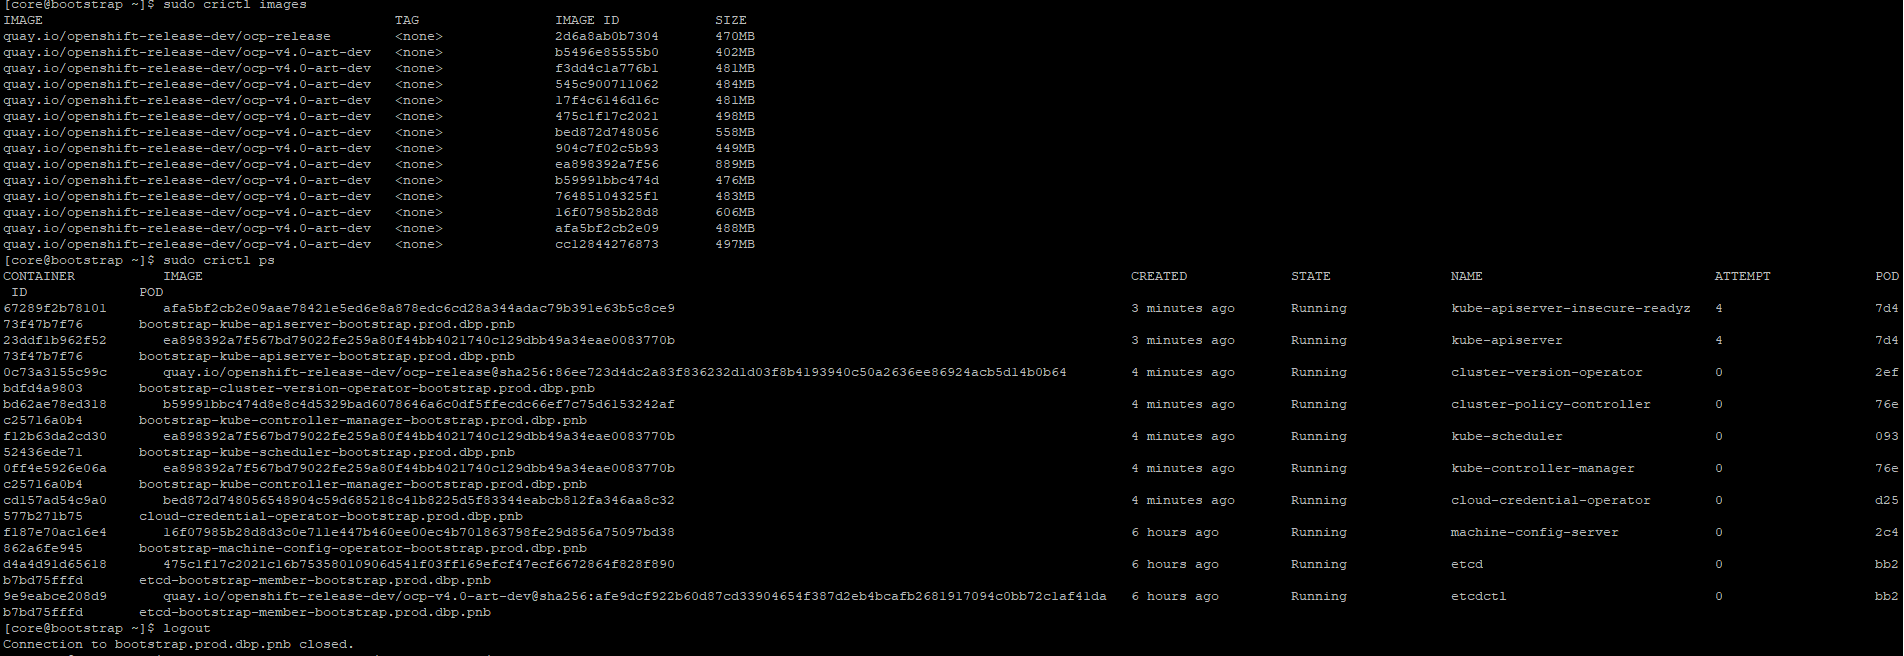 [core@bootstrap ~]$ sudo crictl images
IMAGE TAG IMAGE ID SIZE
quay.io/openshift-release-dev/ocp-release <none> 2d6a8ab0b7304 470MB
quay.io/openshift-release-dev/ocp-v4.0-art-dev <none> b5496e85555b0 402MB
quay.io/openshift-release-dev/ocp-v4.0-art-dev <none> f3dd4c1a776b1 481MB
quay.io/openshift-release-dev/ocp-v4.0-art-dev <none> 545c900711062 484MB
quay.io/openshift-release-dev/ocp-v4.0-art-dev <none> 17f4c6146d16c 481MB
quay.io/openshift-release-dev/ocp-v4.0-art-dev <none> 475c1f17c2021 498MB
quay.io/openshift-release-dev/ocp-v4.0-art-dev <none> bed872d748056 558MB
quay.io/openshift-release-dev/ocp-v4.0-art-dev <none> 904c7f02c5b93 449MB
quay.io/openshift-release-dev/ocp-v4.0-art-dev <none> ea898392a7f56 889MB
quay.io/openshift-release-dev/ocp-v4.0-art-dev <none> b59991bbc474d 476MB
quay.io/openshift-release-dev/ocp-v4.0-art-dev <none> 76485104325f1 483MB
quay.io/openshift-release-dev/ocp-v4.0-art-dev <none> 16f07985b28d8 606MB
quay.io/openshift-release-dev/ocp-v4.0-art-dev <none> afa5bf2cb2e09 488MB
quay.io/openshift-release-dev/ocp-v4.0-art-dev <none> cc12844276873 497MB
[core@bootstrap ~]$ sudo crictl ps
CONTAINER IMAGE CREATED STATE NAME ATTEMPT POD
ID POD
67289f2b78101 afa5bf2cb2e09aae78421e5ed6e8a878edc6cd28a344adac79b391e63b5c8ce9 3 minutes ago Running kube-apiserver-insecure-readyz 4 7d4
73f47b7f76 bootstrap-kube-apiserver-bootstrap.prod.dbp.pnb
23ddf1b962f52 ea898392a7f567bd79022fe259a80f44bb4021740c129dbb49a34eae0083770b 3 minutes ago Running kube-apiserver 4 7d4
73f47b7f76 bootstrap-kube-apiserver-bootstrap.prod.dbp.pnb
0c73a3155c99c quay.io/openshift-release-dev/ocp-release@sha256:86ee723d4dc2a83f836232d1d03f8b4193940c50a2636ee86924acb5d14b0b64 4 minutes ago Running cluster-version-operator 0 2ef
bdfd4a9803 bootstrap-cluster-version-operator-bootstrap.prod.dbp.pnb
bd62ae78ed318 b59991bbc474d8e8c4d5329bad6078646a6c0df5ffecdc66ef7c75d6153242af 4 minutes ago Running cluster-policy-controller 0 76e
c25716a0b4 bootstrap-kube-controller-manager-bootstrap.prod.dbp.pnb
f12b63da2cd30 ea898392a7f567bd79022fe259a80f44bb4021740c129dbb49a34eae0083770b 4 minutes ago Running kube-scheduler 0 093
52436ede71 bootstrap-kube-scheduler-bootstrap.prod.dbp.pnb
0ff4e5926e06a ea898392a7f567bd79022fe259a80f44bb4021740c129dbb49a34eae0083770b 4 minutes ago Running kube-controller-manager 0 76e
c25716a0b4 bootstrap-kube-controller-manager-bootstrap.prod.dbp.pnb
cd157ad54c9a0 bed872d748056548904c59d685218c41b8225d5f83344eabcb812fa346aa8c32 4 minutes ago Running cloud-credential-operator 0 d25
577b271b75 cloud-credential-operator-bootstrap.prod.dbp.pnb
f187e70ac16e4 16f07985b28d8d3c0e711e447b460ee00ec4b701863798fe29d856a75097bd38 6 hours ago Running machine-config-server 0 2c4
862a6fe945 bootstrap-machine-config-operator-bootstrap.prod.dbp.pnb
d4a4d91d65618 475c1f17c2021c16b75358010906d541f03ff169efcf47ecf6672864f828f890 6 hours ago Running etcd 0 bb2
b7bd75fffd etcd-bootstrap-member-bootstrap.prod.dbp.pnb
9e9eabce208d9 quay.io/openshift-release-dev/ocp-v4.0-art-dev@sha256:afe9dcf922b60d87cd33904654f387d2eb4bcafb2681917094c0bb72c1af41da 6 hours ago Running etcdctl 0 bb2
b7bd75fffd etcd-bootstrap-member-bootstrap.prod.dbp.pnb
[core@bootstrap ~]$ logout
Connection to bootstrap.prod.dbp.pnb closed.